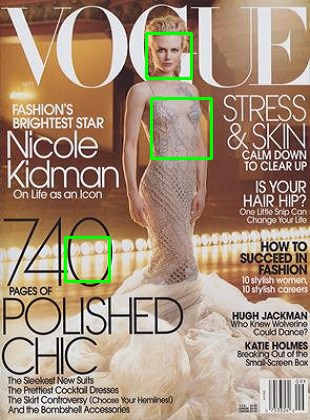 VOGUE
FASHION'S
BRIGHTEST STAR
Nicole
Kidman
On Life as an Icon
STRESS
& SKIN
CALM DOWN
TO CLEAR UP
IS YOUR
HAIR HIP?
One Little Snip Can
Change Your Life
740
PAGES OF
POLISHED
CHIC
The Sleekest New Suits
The Prettiest Cocktail Dresses
The Skirt Controversy (Choose Your Hemlines!)
And the Bombshell Accessories
HOW TO
SUCCEED IN
FASHION
10 stylish women,
10 stylish careers
HUGH JACKMAN
Who Knew Wolverine
Could Dance?
KATIE HOLMES
Breaking Out of the
Small-Screen Ghetto